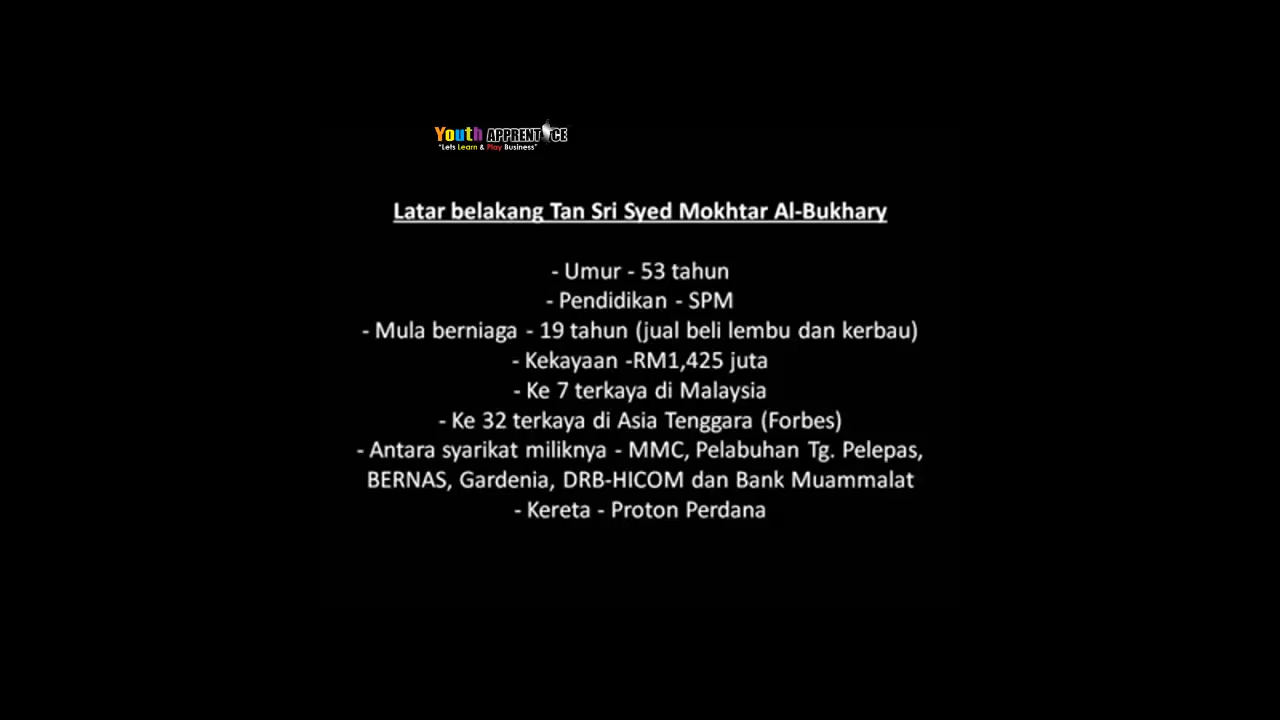 Youth APPRENTICE
"Lets Learn & Play Business"
Latar belakang Tan Sri Syed Mokhtar Al-Bukhary
- Umur - 53 tahun
- Pendidikan - SPM
- Mula berniaga - 19 tahun (jual beli lembu dan kerbau)
- Kekayaan -RM1,425 juta
- Ke 7 terkaya di Malaysia
- Ke 32 terkaya di Asia Tenggara (Forbes)
- Antara syarikat miliknya - MMC, Pelabuhan Tg. Pelepas,
BERNAS, Gardenia, DRB-HICOM dan Bank Muammalat
- Kereta - Proton Perdana